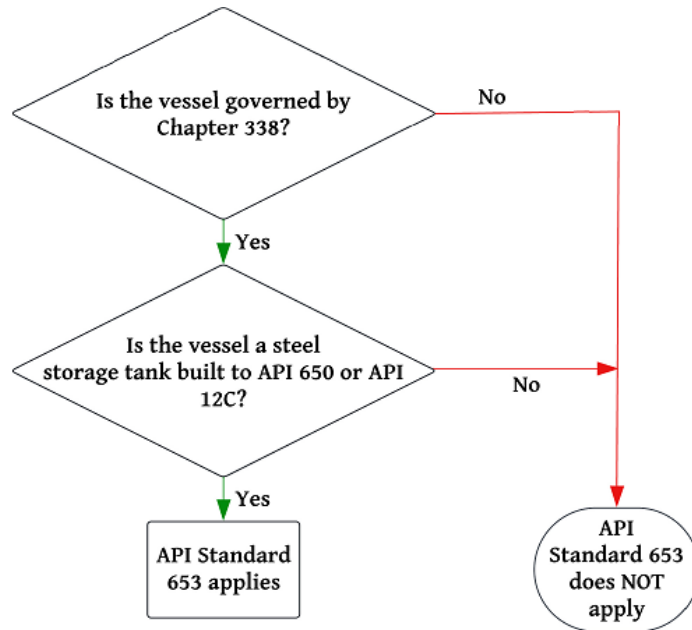 Is the vessel governed by
Chapter 338?
No
Yes
Is the vessel a steel
storage tank built to API 650 or API
12C?
No
Yes
API Standard
653 applies
API
Standard 653
does NOT
apply